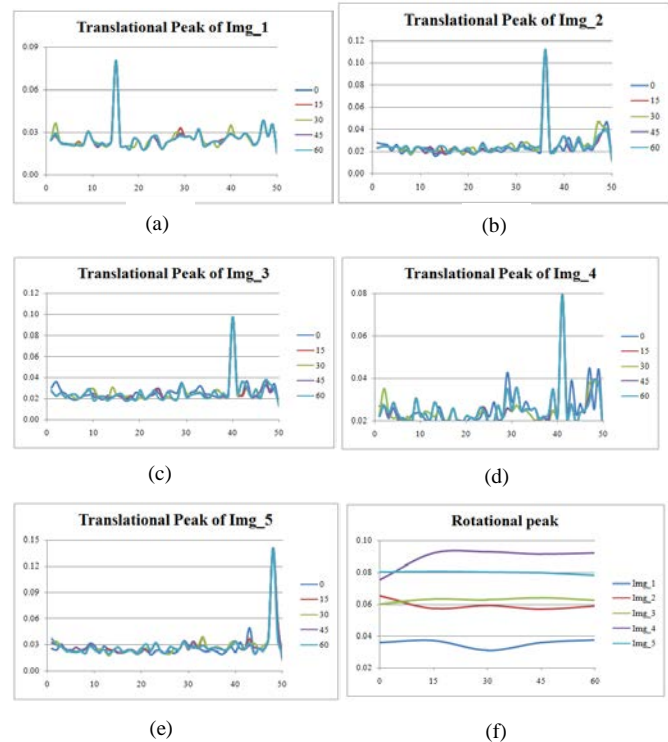 Translational Peak of Img_1
0.09
0.06
0.03
0.00
0 10 20 30 40 50
0
15
30
45
60
(a)
Translational Peak of Img_2
0.12
0.10
0.08
0.06
0.04
0.02
0.00
0 10 20 30 40 50
0
15
30
45
60
(b)
Translational Peak of Img_3
0.12
0.10
0.08
0.06
0.04
0.02
0.00
0 10 20 30 40 50
0
15
30
45
60
(c)
Translational Peak of Img_4
0.08
0.06
0.04
0.02
0 10 20 30 40 50
0
15
30
45
60
(d)
Translational Peak of Img_5
0.15
0.12
0.09
0.06
0.03
0.00
0 10 20 30 40 50
0
15
30
45
60
(e)
Rotational peak
0.10
0.08
0.06
0.04
0.02
0 15 30 45 60
Img_1
Img_2
Img_3
Img_4
Img_5
(f)